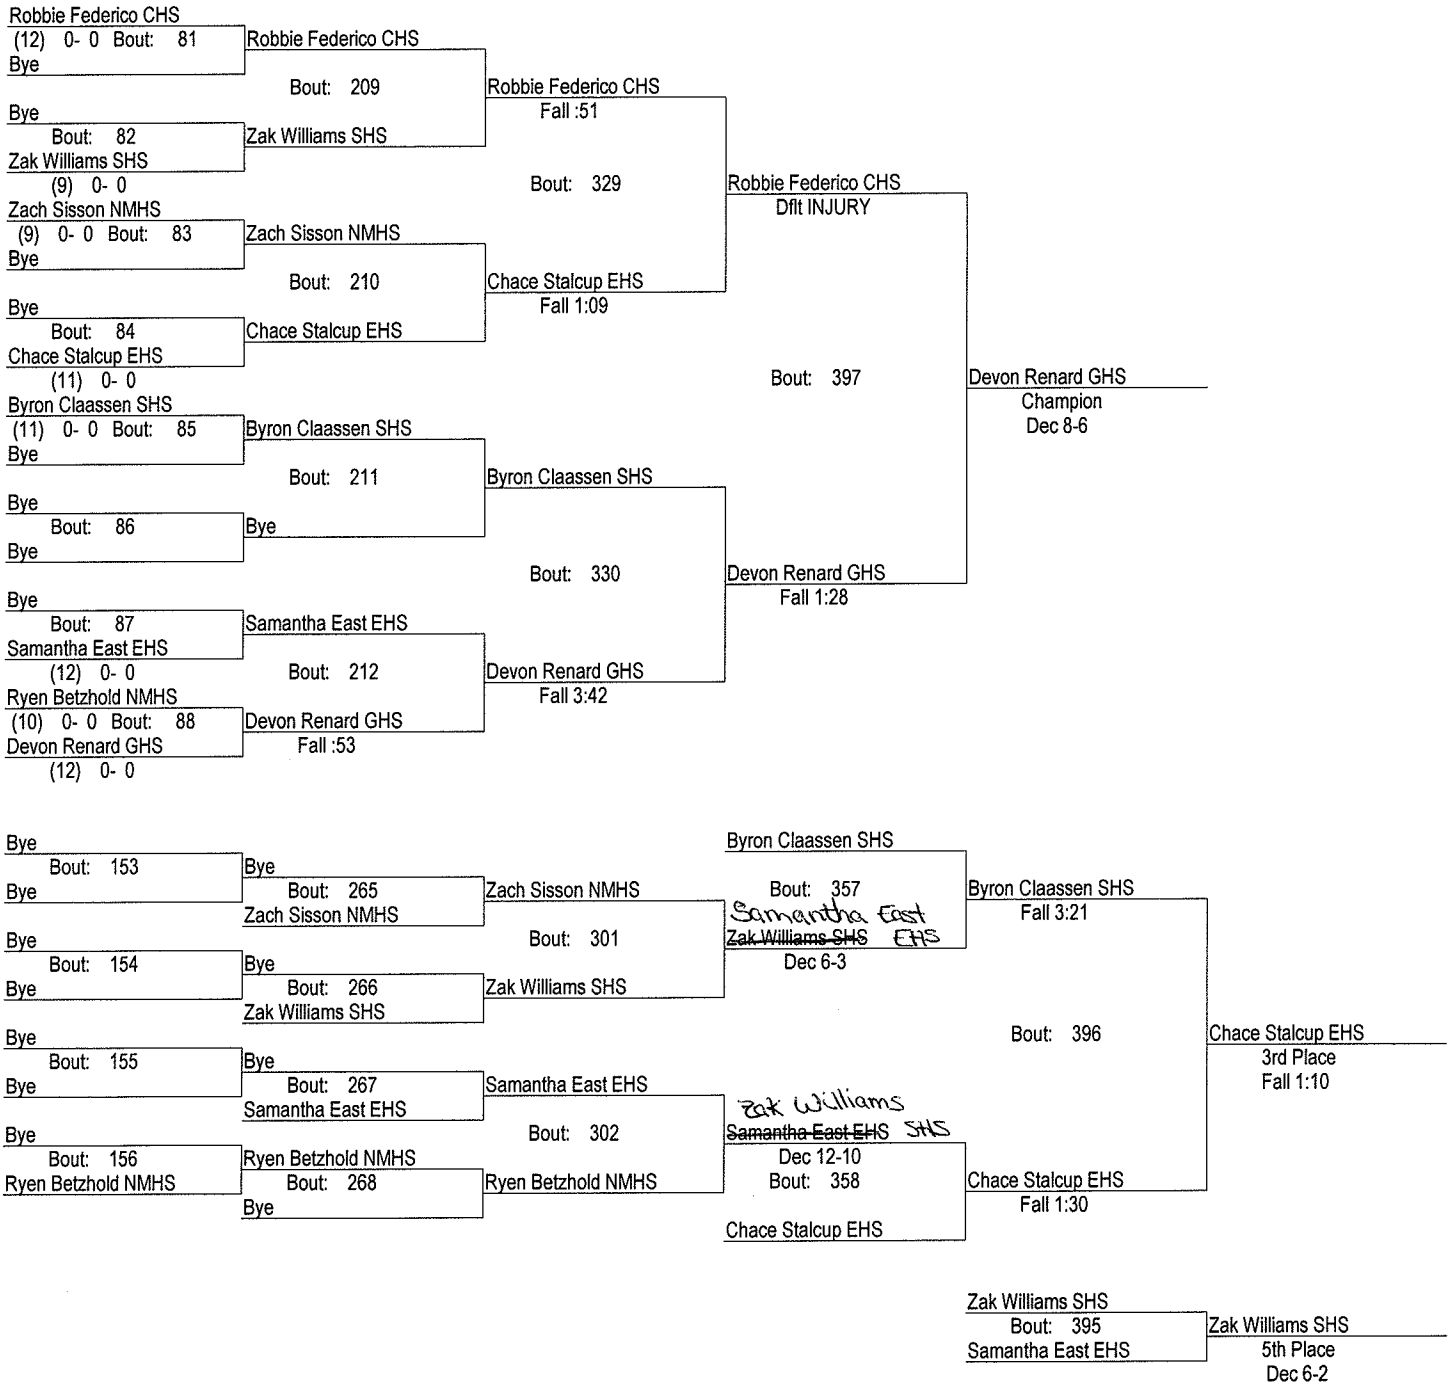 Robbie Federico CHS
(12) 0- 0 Bout: 81
Bye
Robbie Federico CHS
Bout: 209
Bye
Bout: 82
Zak Williams SHS
(9) 0- 0
Zak Williams SHS
Robbie Federico CHS
Fall :51
Bout: 329
Zach Sisson NMHS
(9) 0- 0 Bout: 83
Bye
Zach Sisson NMHS
Bout: 210
Bye
Bout: 84
Chace Stalcup EHS
(11) 0- 0
Chace Stalcup EHS
Chace Stalcup EHS
Fall 1:09
Robbie Federico CHS
Dflt INJURY
Bout: 397
Byron Claassen SHS
(11) 0- 0 Bout: 85
Bye
Byron Claassen SHS
Bout: 211
Bye
Bout: 86
Bye
Bye
Byron Claassen SHS
Bout: 330
Bye
Bout: 87
Samantha East EHS
(12) 0- 0
Samantha East EHS
Bout: 212
Ryen Betzhold NMHS
(10) 0- 0 Bout: 88
Devon Renard GHS
(12) 0- 0
Devon Renard GHS
Fall :53
Devon Renard GHS
Fall 3:42
Devon Renard GHS
Fall 1:28
Devon Renard GHS
Champion
Dec 8-6
Bye
Bout: 153
Bye
Bye
Bout: 265
Zach Sisson NMHS
Zach Sisson NMHS
Bout: 301
Bye
Bout: 154
Bye
Bye
Bout: 266
Zak Williams SHS
Zak Williams SHS
Byron Claassen SHS
Bout: 357
Samantha East
Zak Williams SHS EHS
Dec 6-3
Byron Claassen SHS
Fall 3:21
Bout: 396
Bye
Bout: 155
Bye
Bye
Bout: 267
Samantha East EHS
Samantha East EHS
Bout: 302
Bye
Bout: 156
Ryen Betzhold NMHS
Ryen Betzhold NMHS
Bout: 268
Bye
Ryen Betzhold NMHS
Zak Williams
Samantha East EHS SHS
Dec 12-10
Bout: 358
Chace Stalcup EHS
Chace Stalcup EHS
Fall 1:30
Chace Stalcup EHS
3rd Place
Fall 1:10
Zak Williams SHS
Bout: 395
Samantha East EHS
Zak Williams SHS
5th Place
Dec 6-2